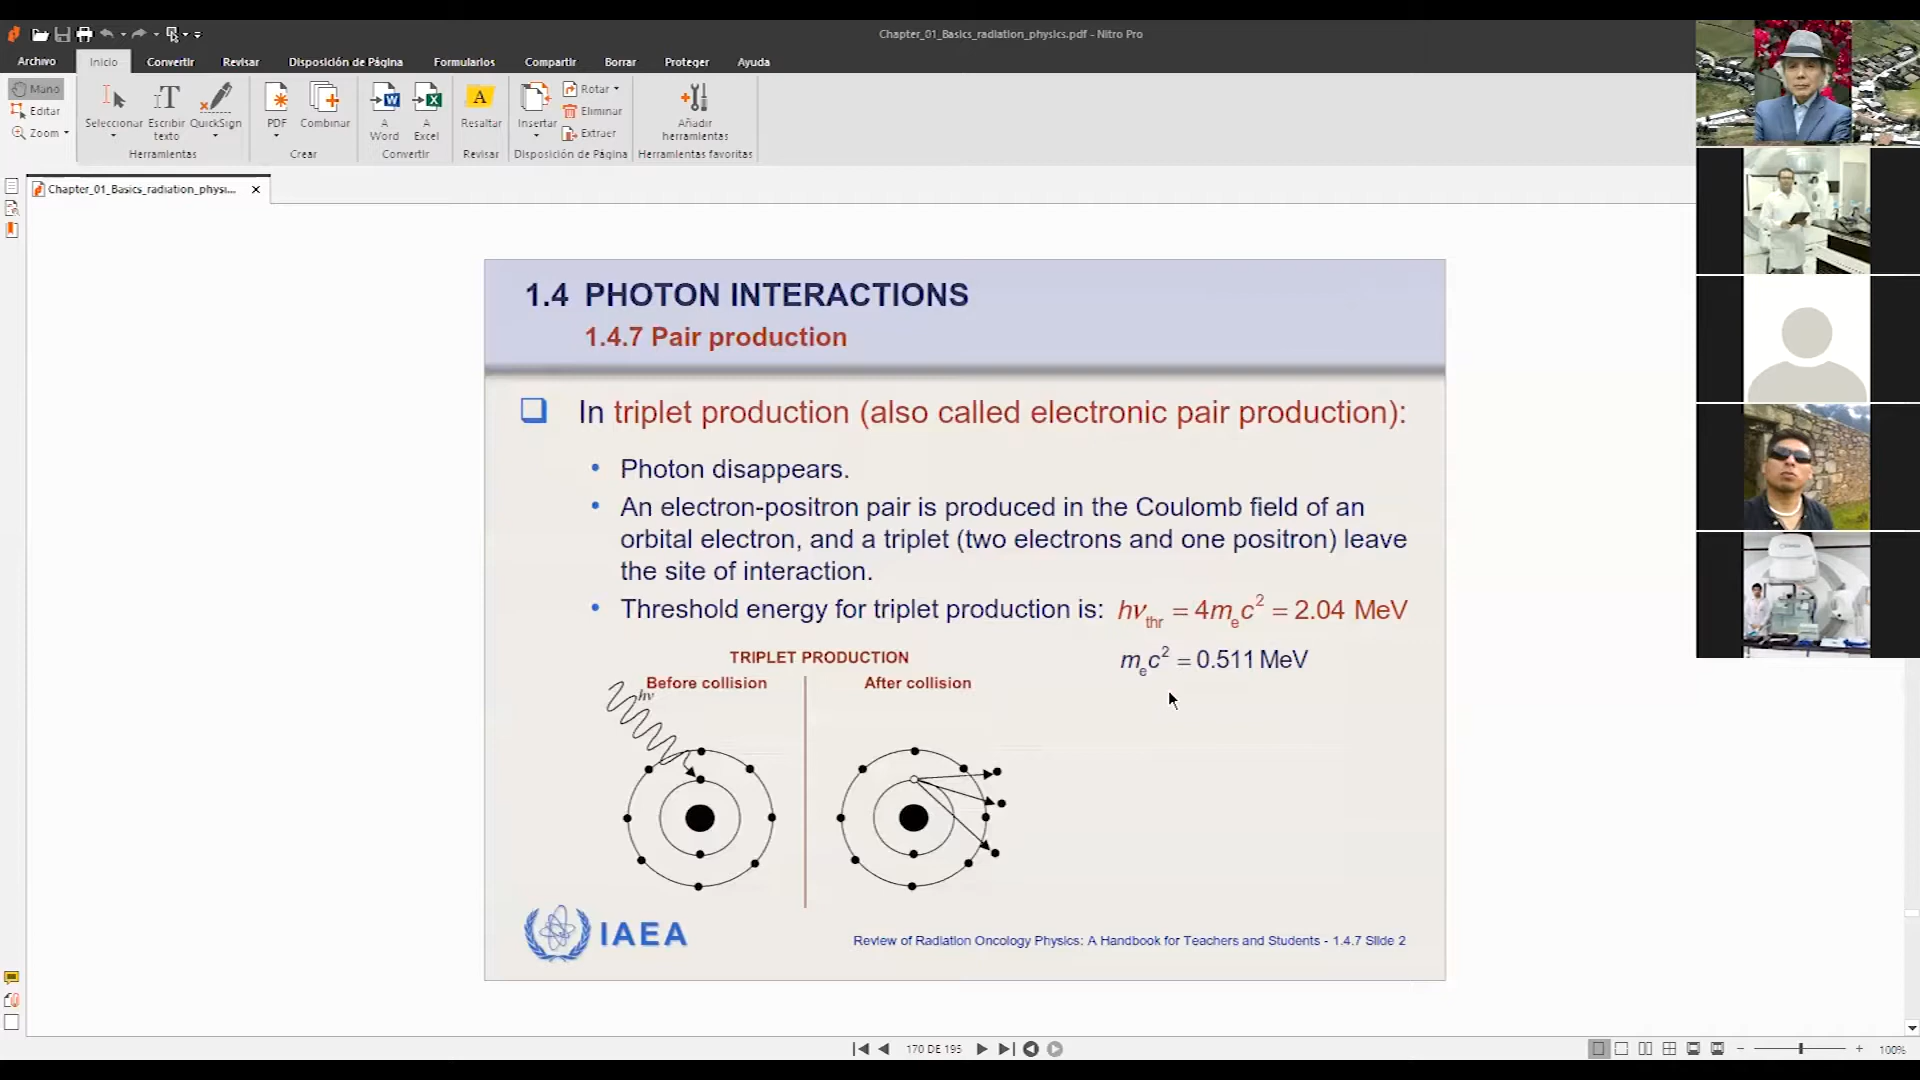 Chapter_01_Basics_radiation_physics.pdf - Nitro Pro
Archivo Inicio Convertir Revisar Disposición de Página Formularios Compartir Borrar Proteger Ayuda
Mano
Editar
Zoom
Seleccionar
Escribir texto
QuickSign
Herramientas
PDF
Combinar
Crear
A Word
A Excel
Convertir
Resaltar
Revisar
Insertar
Rotar
Eliminar
Extraer
Disposición de Página
Añadir herramientas
Herramientas favoritas
Chapter_01_Basics_radiation_physi...
1.4 PHOTON INTERACTIONS
1.4.7 Pair production
In triplet production (also called electronic pair production):
• Photon disappears.
• An electron-positron pair is produced in the Coulomb field of an
orbital electron, and a triplet (two electrons and one positron) leave
the site of interaction.
• Threshold energy for triplet production is: hν_thr = 4m_ec² = 2.04 MeV
m_ec² = 0.511 MeV
TRIPLET PRODUCTION
Before collision After collision
hν
IAEA
Review of Radiation Oncology Physics: A Handbook for Teachers and Students - 1.4.7 Slide 2
170 DE 195
100%